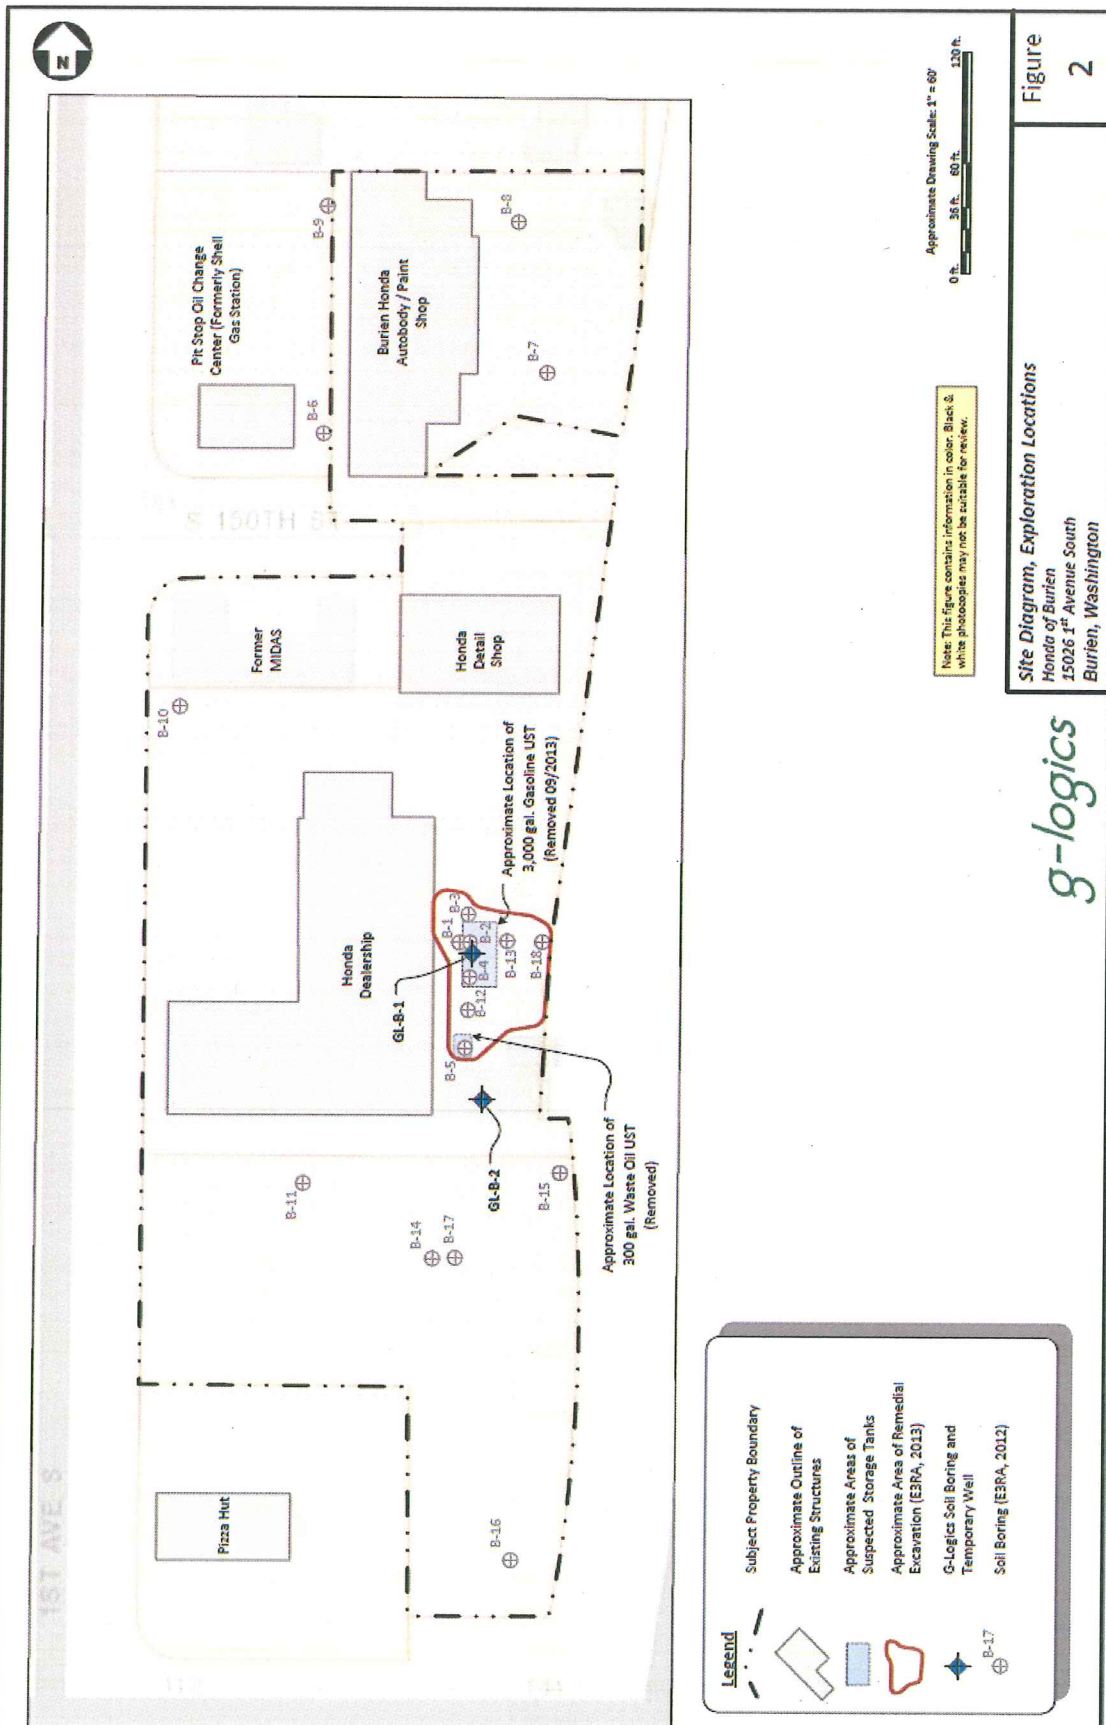 N
1ST AVE S
S 150TH ST
Pit Stop Oil Change
Center (Formerly Shell
Gas Station)
B-9
B-6
Burien Honda
Autobody / Paint
Shop
B-8
B-7
Former
MIDAS
B-10
Honda
Detail
Shop
Honda
Dealership
GL-B-1
B-1
B-3
B-2
B-4
B-12
B-13
B-18
B-5
Approximate Location of
3,000 gal. Gasoline UST
(Removed 09/2013)
GL-B-2
Approximate Location of
300 gal. Waste Oil UST
(Removed)
B-11
B-14
B-17
B-15
Pizza Hut
B-16
Legend
Subject Property Boundary
Approximate Outline of
Existing Structures
Approximate Areas of
Suspected Storage Tanks
Approximate Area of Remedial
Excavation (E3RA, 2013)
G-Logics Soil Boring and
Temporary Well
B-17
Soil Boring (E3RA, 2012)
Note: This figure contains information in color. Black &
white photocopies may not be suitable for review.
Approximate Drawing Scale: 1" = 60'
0 ft. 36 ft. 60 ft. 120 ft.
g-logics
Site Diagram, Exploration Locations
Honda of Burien
15026 1st Avenue South
Burien, Washington
Figure
2